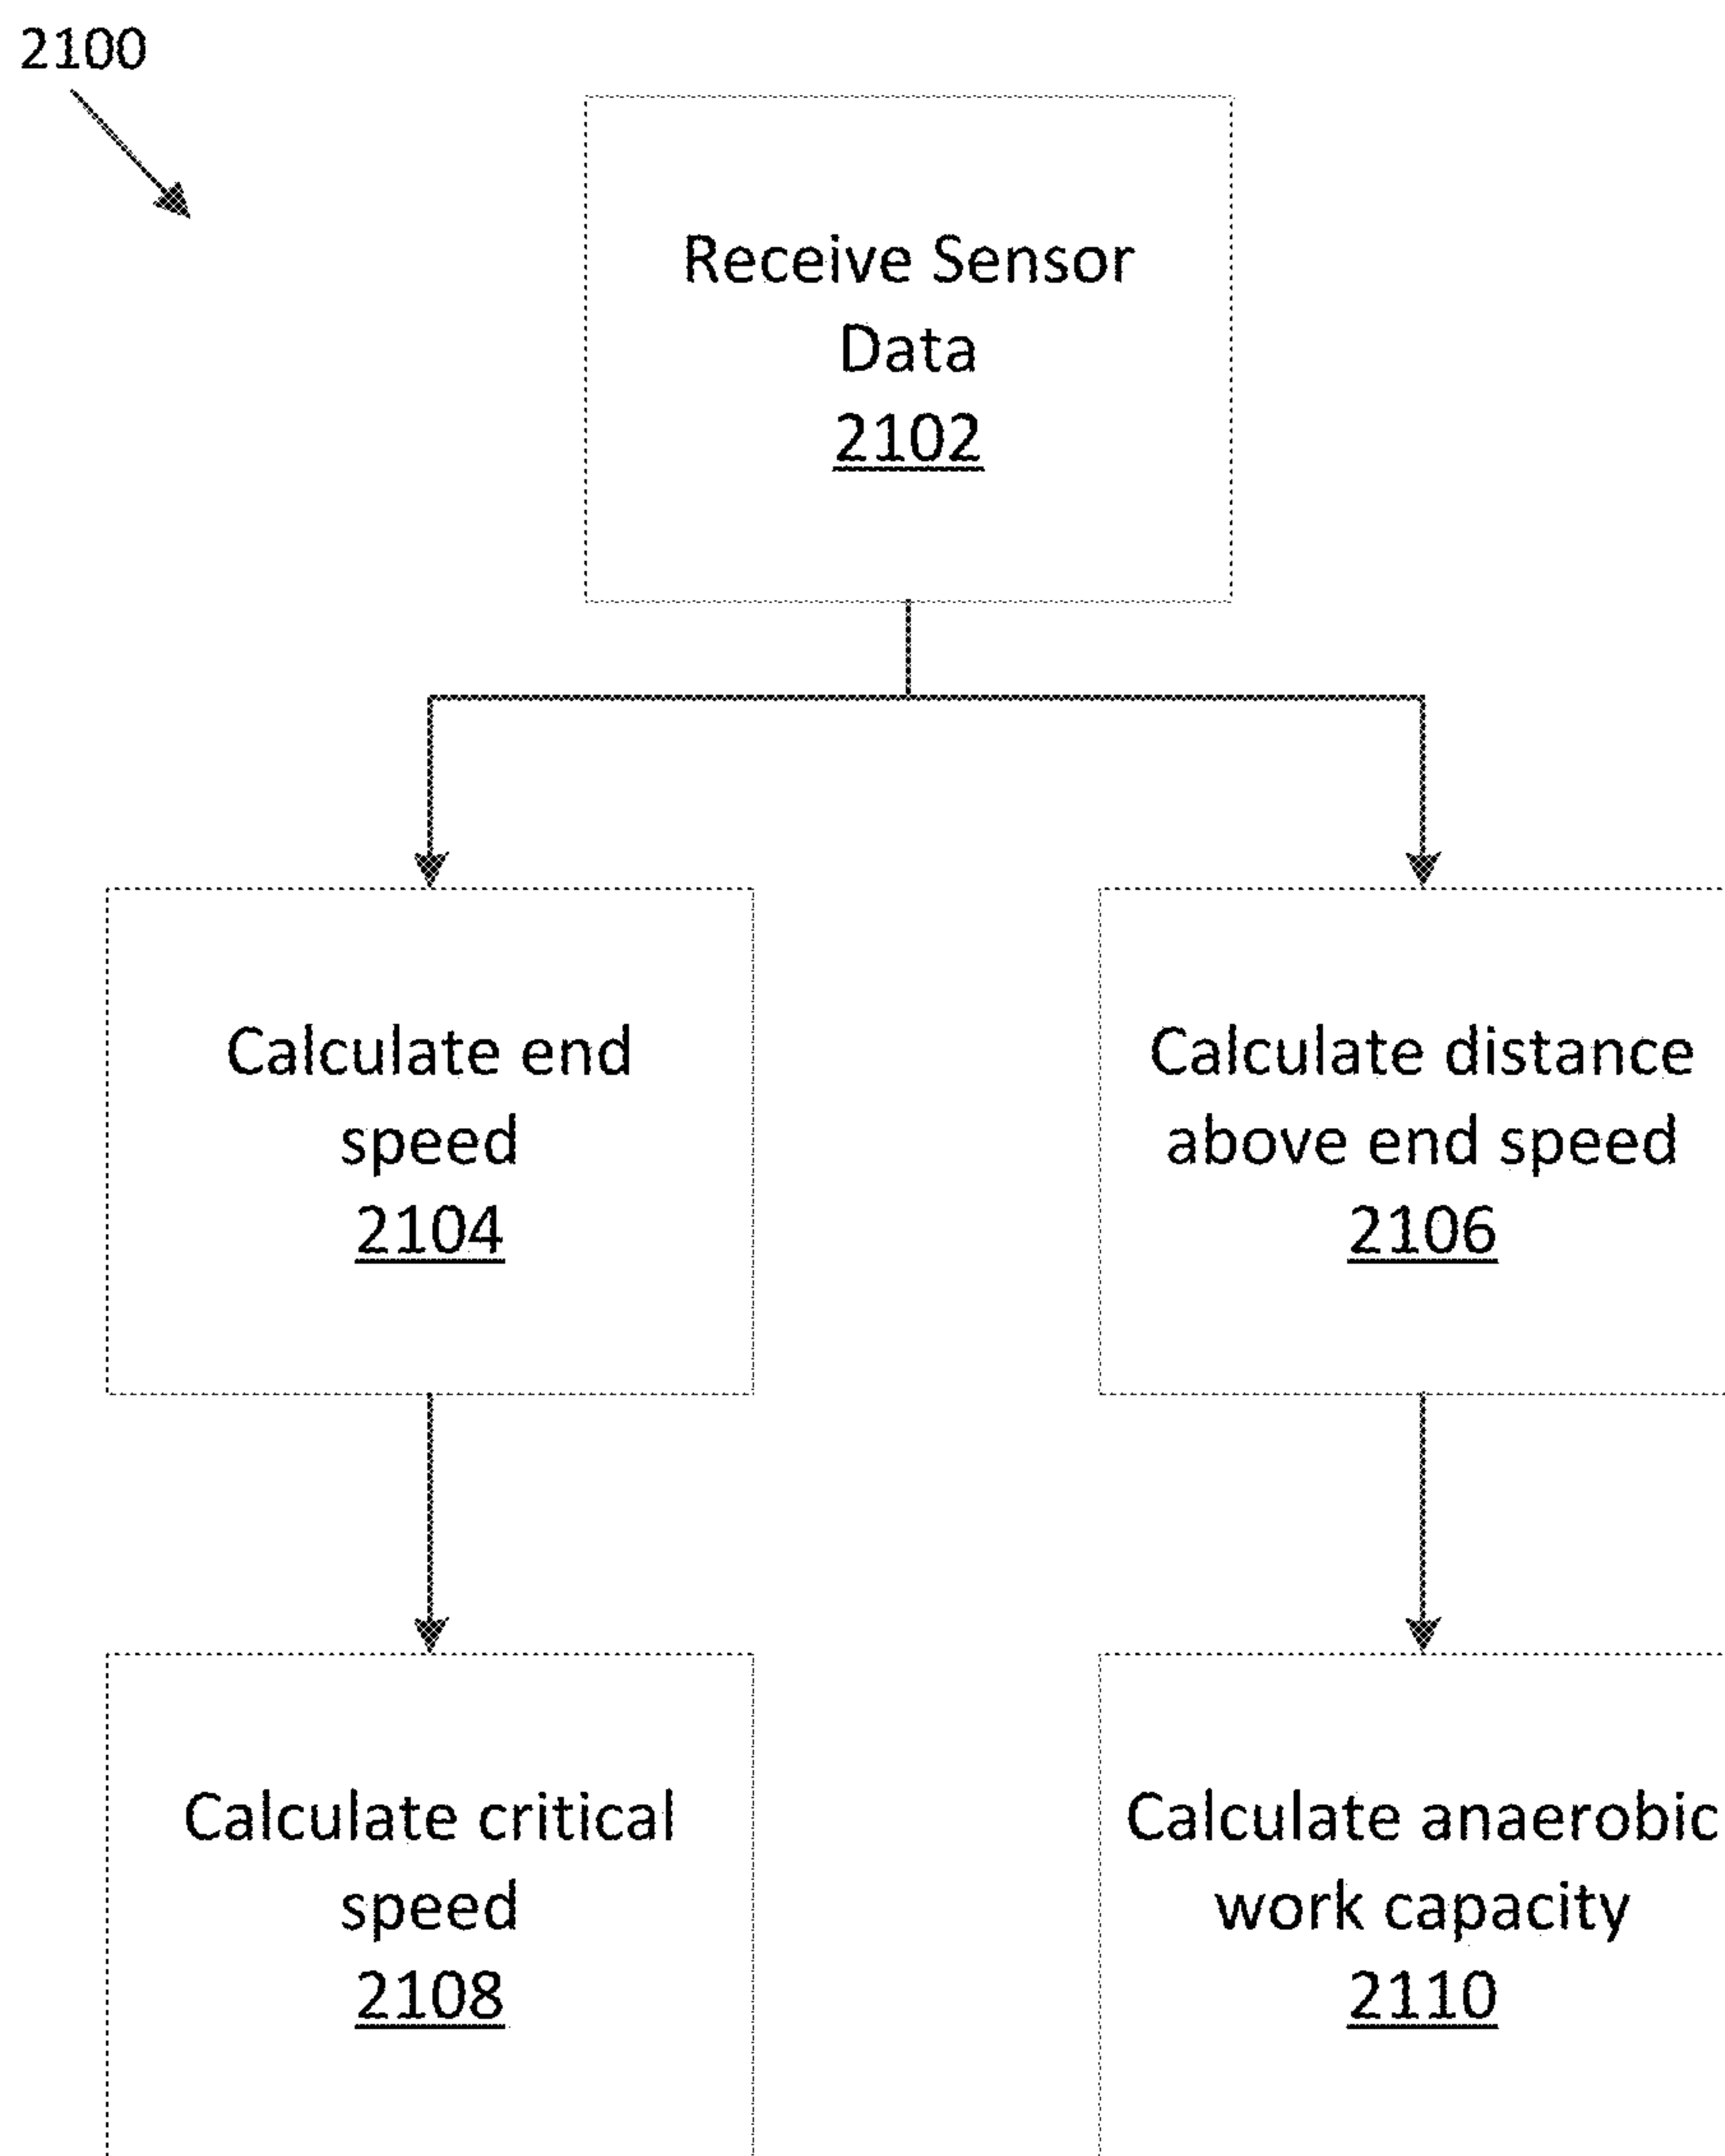 2100
Receive Sensor
Data
2102
Calculate end
speed
2104
Calculate distance
above end speed
2106
Calculate critical
speed
2108
Calculate anaerobic
work capacity
2110